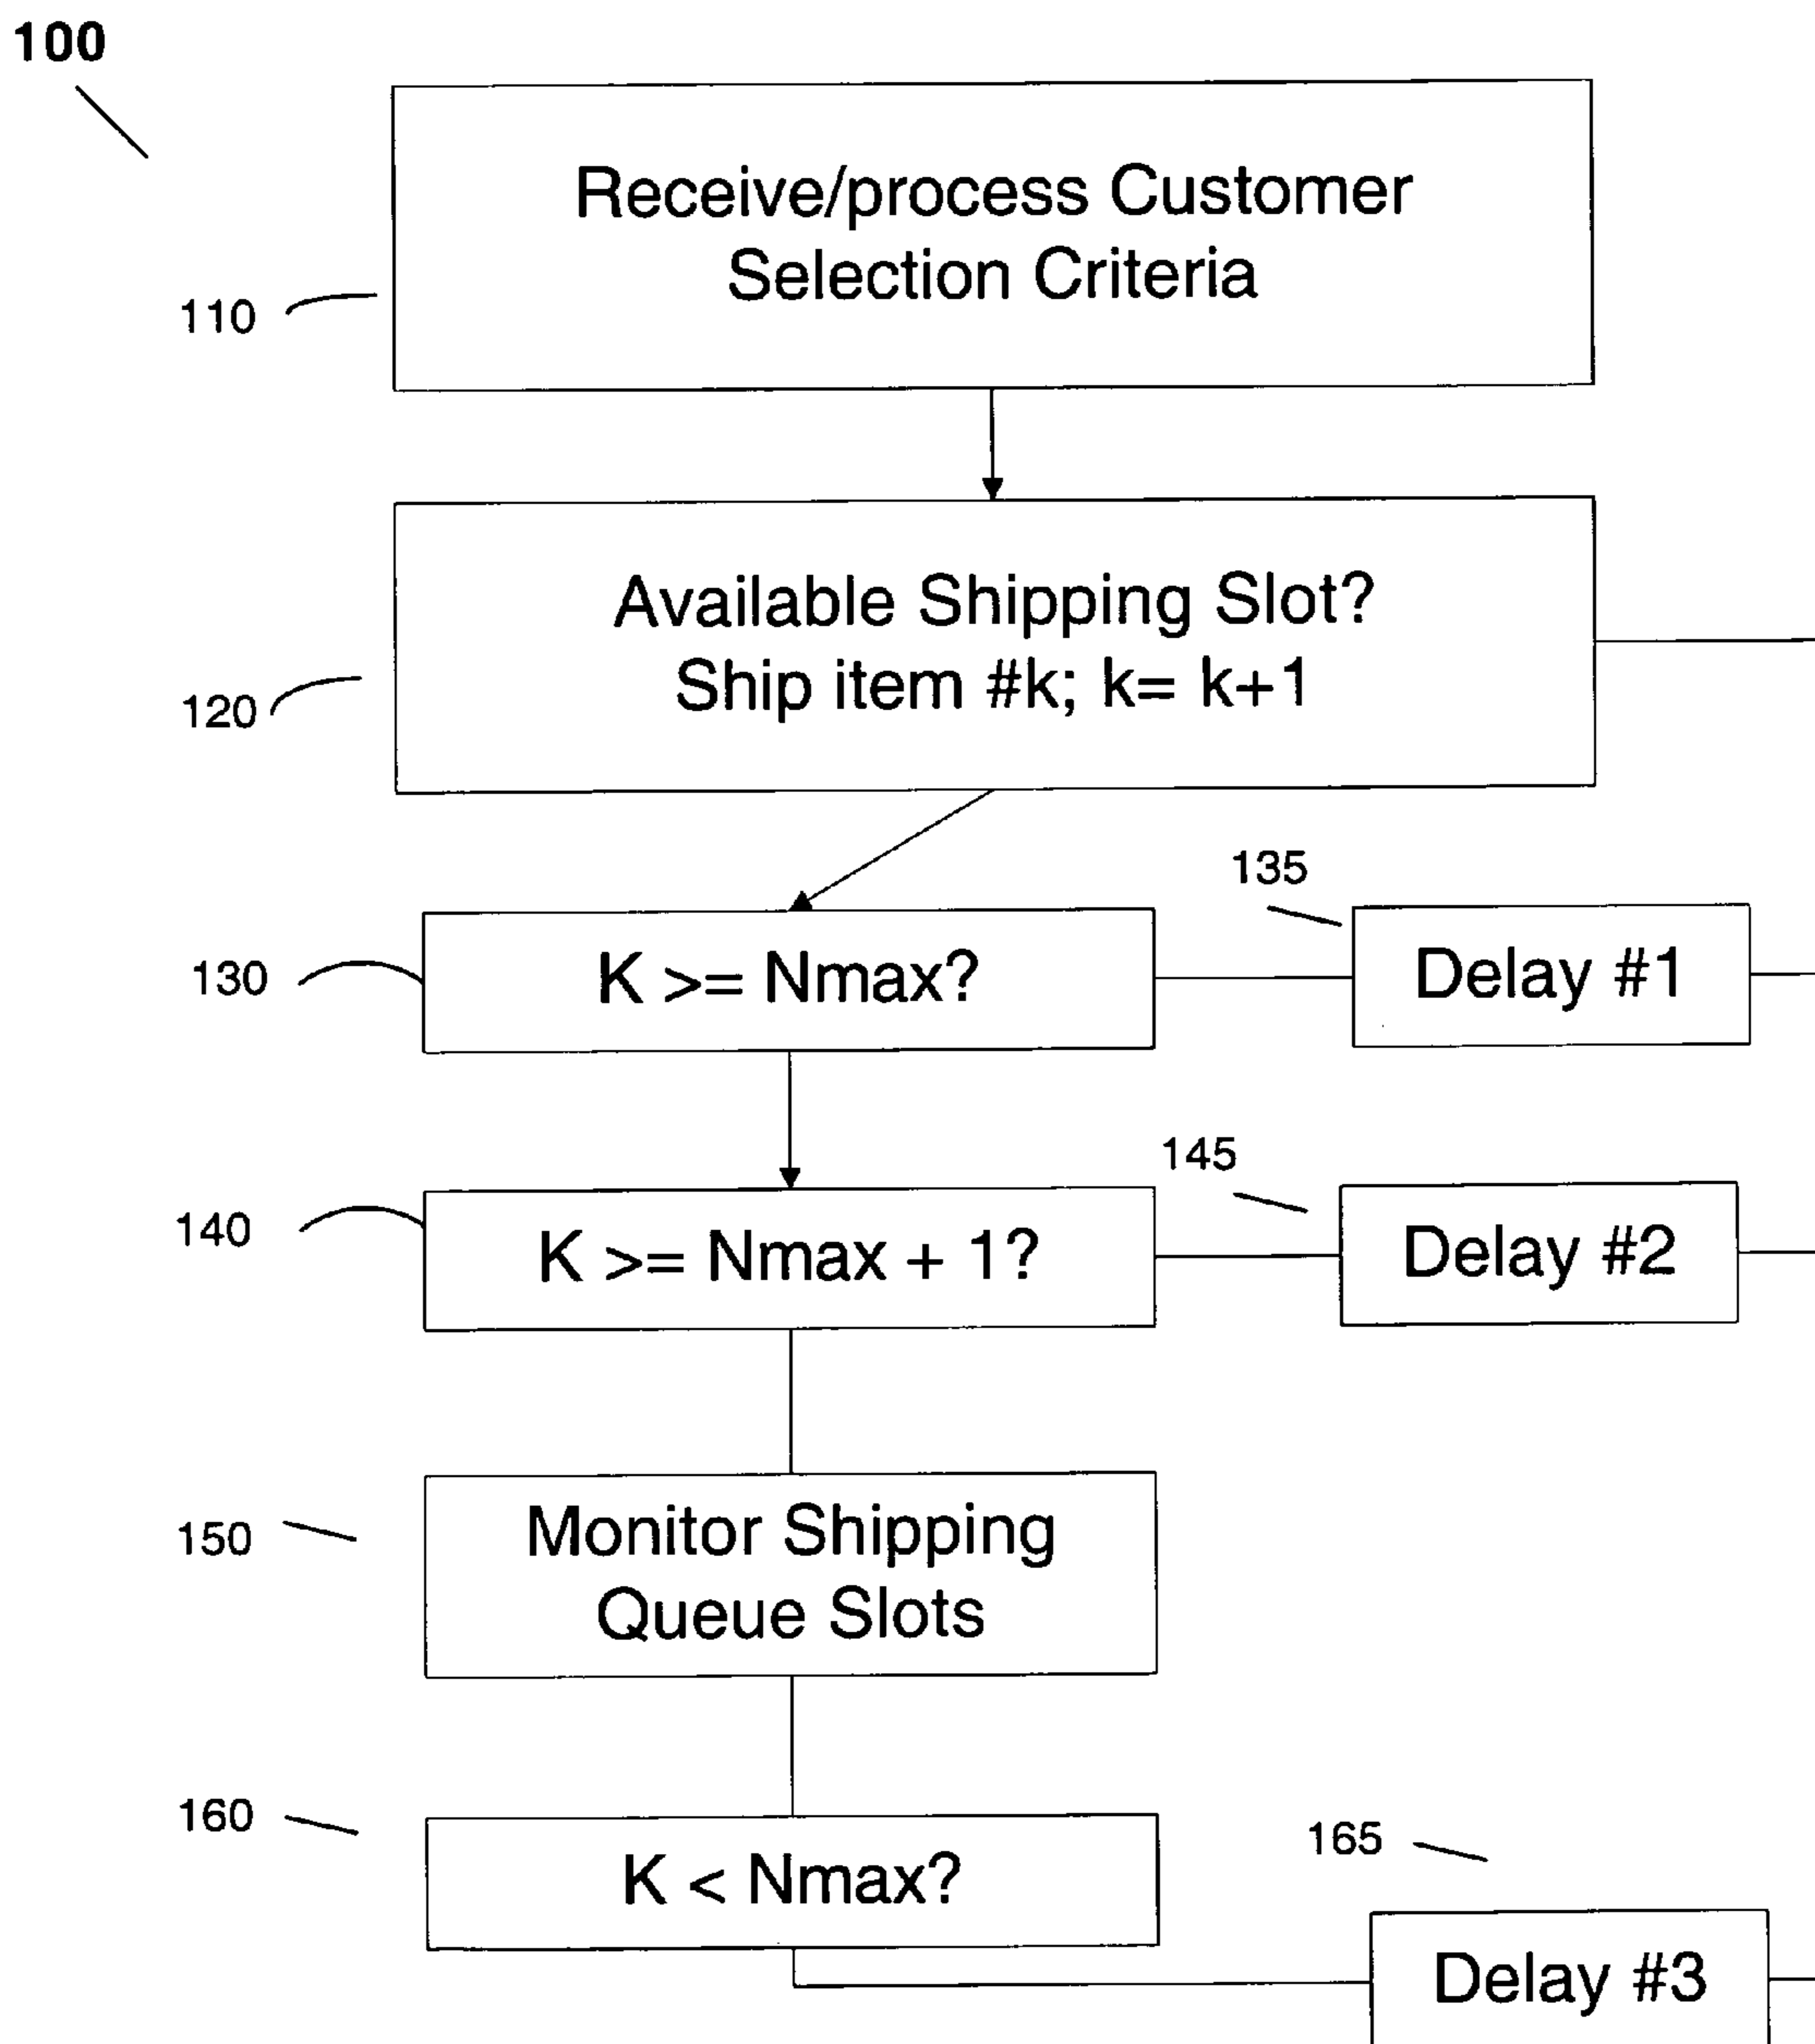 100
Receive/process Customer
Selection Criteria
110
Available Shipping Slot?
Ship item #k; k= k+1
120
135
130
K >= Nmax?
Delay #1
145
140
K >= Nmax + 1?
Delay #2
150
Monitor Shipping
Queue Slots
160
K < Nmax?
165
Delay #3